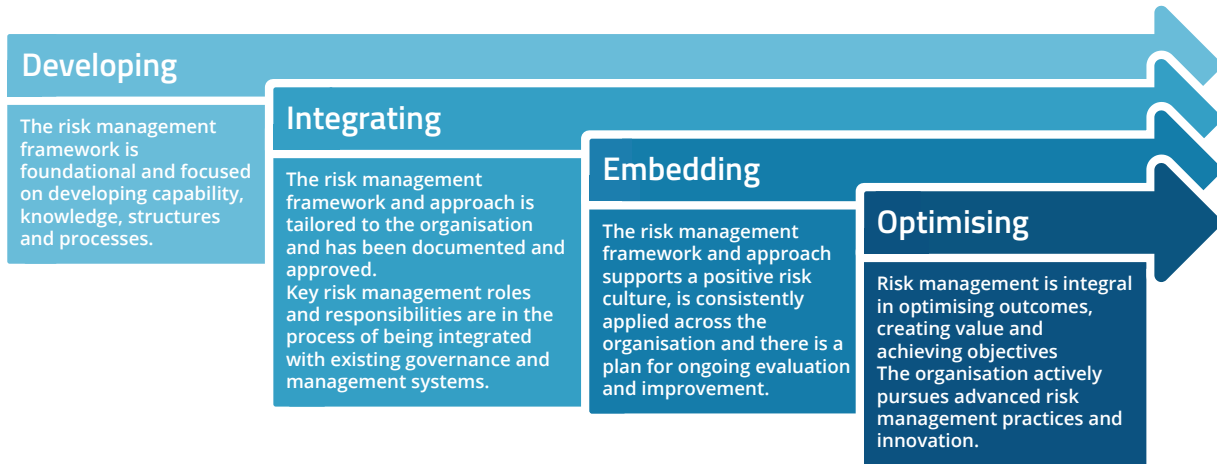 Developing
The risk management
framework is
foundational and focused
on developing capability,
knowledge, structures
and processes.
Integrating
The risk management
framework and approach is
tailored to the organisation
and has been documented and
approved.
Key risk management roles
and responsibilities are in the
process of being integrated
with existing governance and
management systems.
Embedding
The risk management
framework and approach
supports a positive risk
culture, is consistently
applied across the
organisation and there is a
plan for ongoing evaluation
and improvement.
Optimising
Risk management is integral
in optimising outcomes,
creating value and
achieving objectives
The organisation actively
pursues advanced risk
management practices and
innovation.